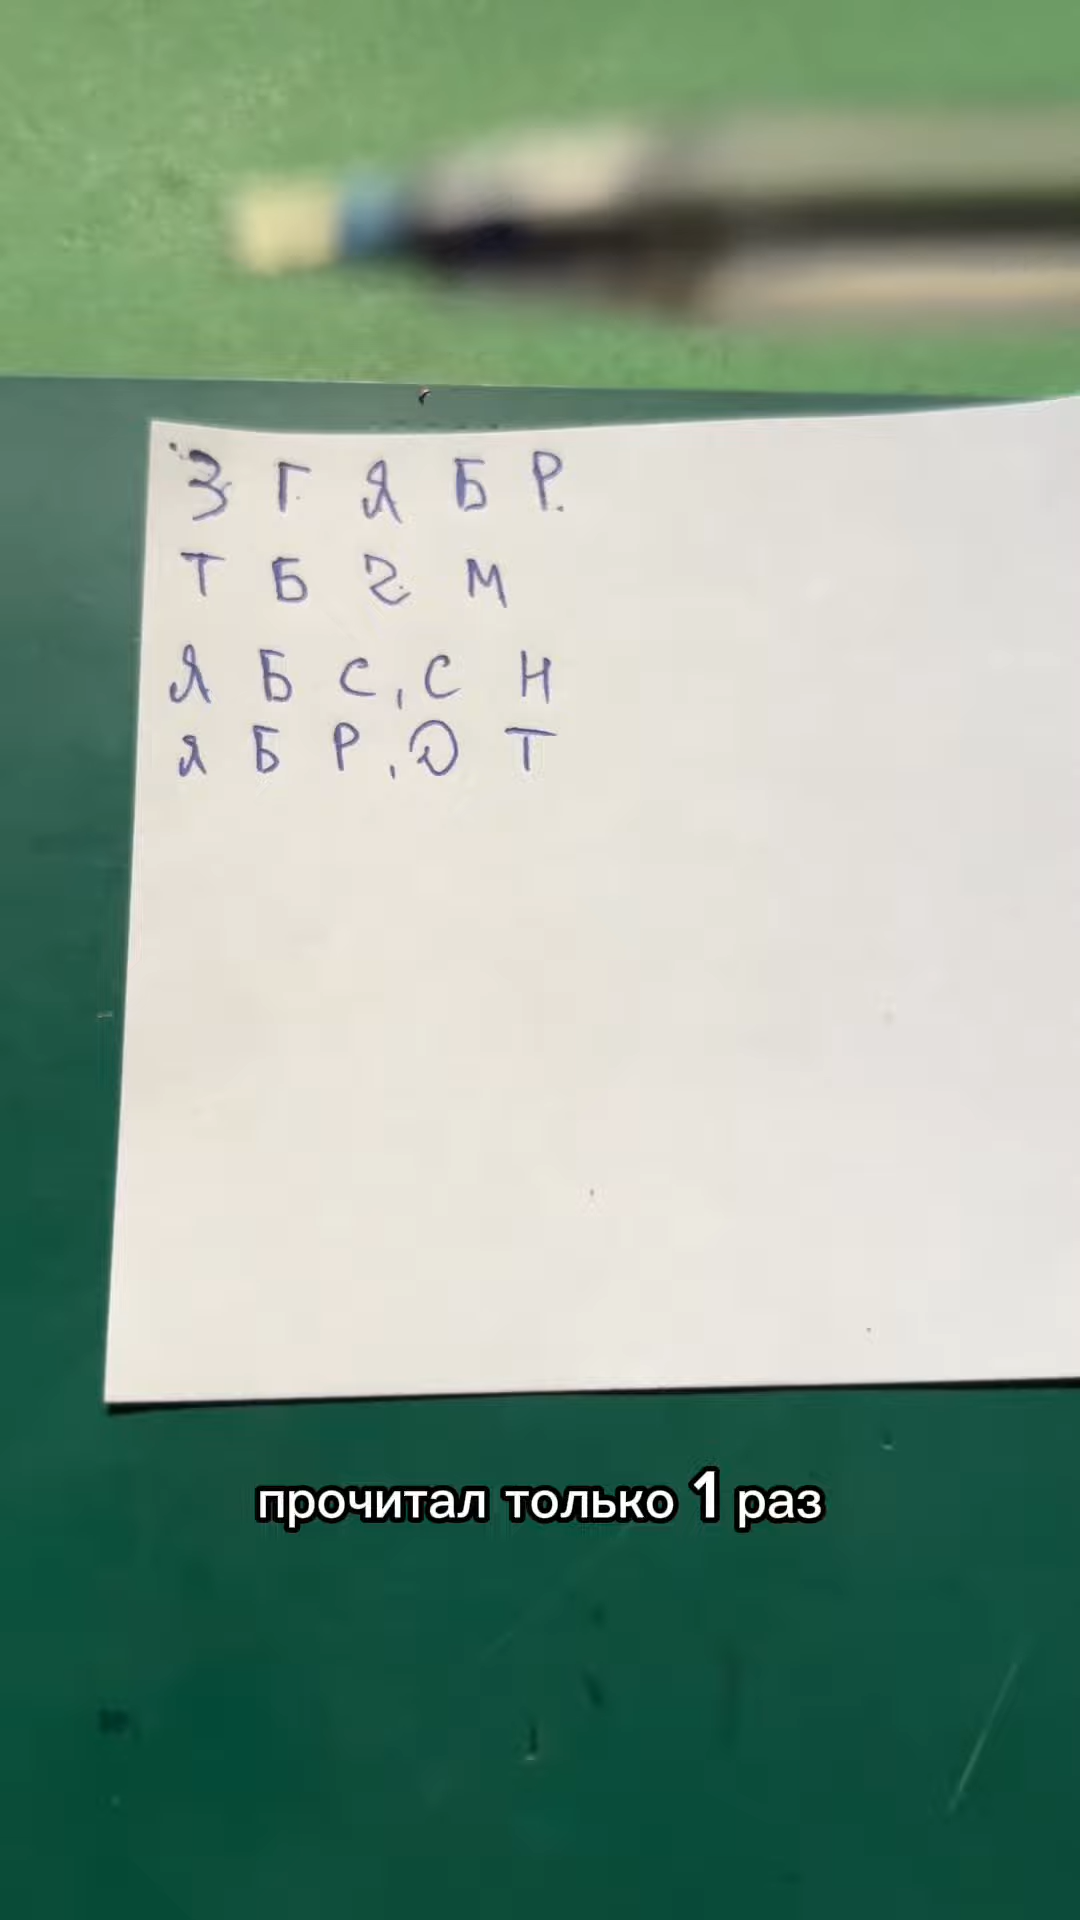 З Г Я Б Р.
Т Б г М
Я Б С, С Н
Я Б Р, О Т
прочитал только 1 раз